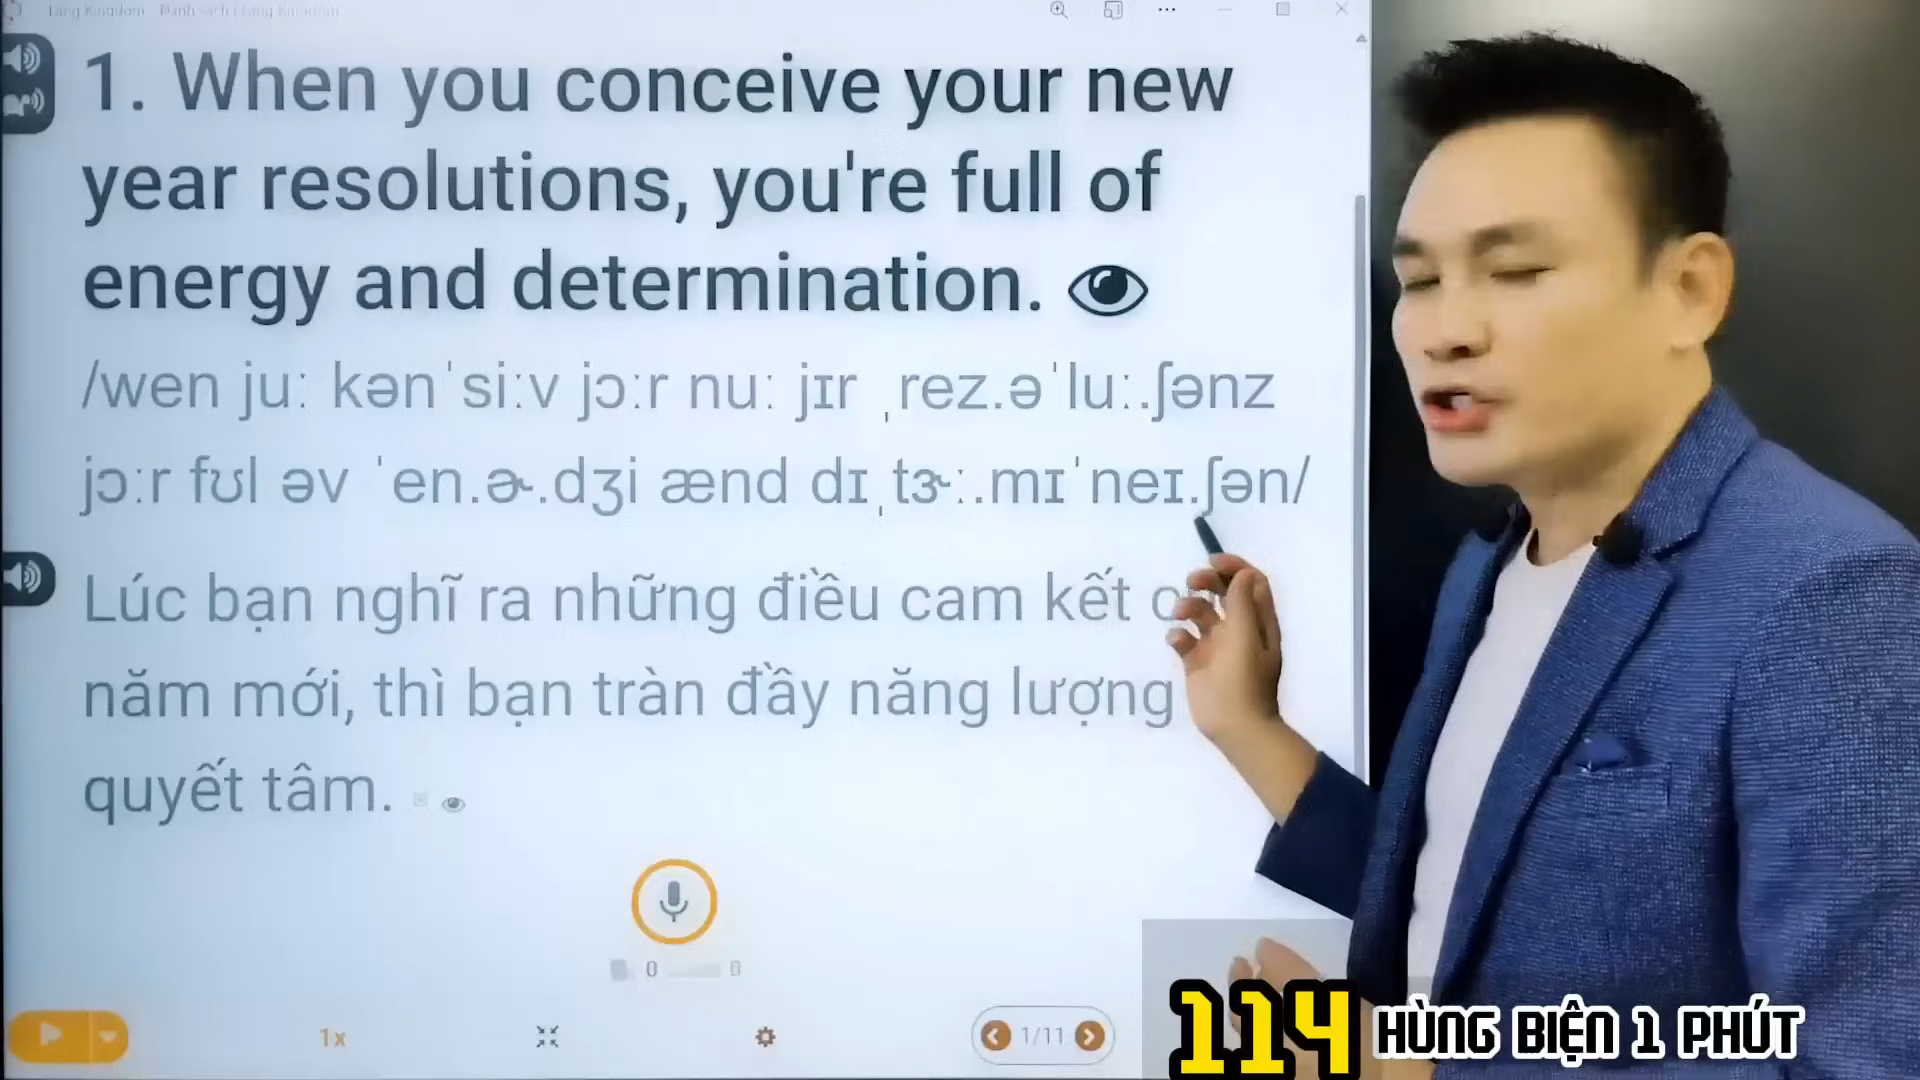 Lang Kingdom
1. When you conceive your new
year resolutions, you're full of
energy and determination.
/wen juː kənˈsiːv jɔːr nuː jɪr ˌrez.əˈluː.ʃənz
jɔːr fʊl əv ˈen.ɚ.dʒi ænd dɪˌtɝː.mɪˈneɪ.ʃən/
Lúc bạn nghĩ ra những điều cam kết
năm mới, thì bạn tràn đầy năng lượng
quyết tâm.
0 0
1x
1/11
114 HÙNG BIỆN 1 PHÚT